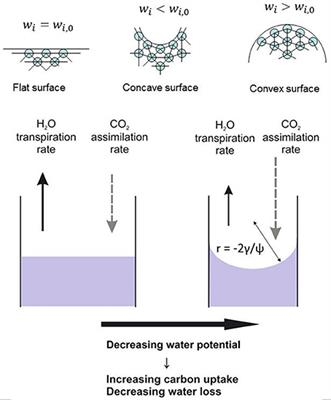 wᵢ = wᵢ,₀
wᵢ < wᵢ,₀
wᵢ > wᵢ,₀
Flat surface
Concave surface
Convex surface
H₂O
transpiration
rate
CO₂
assimilation
rate
H₂O
transpiration
rate
CO₂
assimilation
rate
r = -2γ/ψ
Decreasing water potential
↓
Increasing carbon uptake
Decreasing water loss